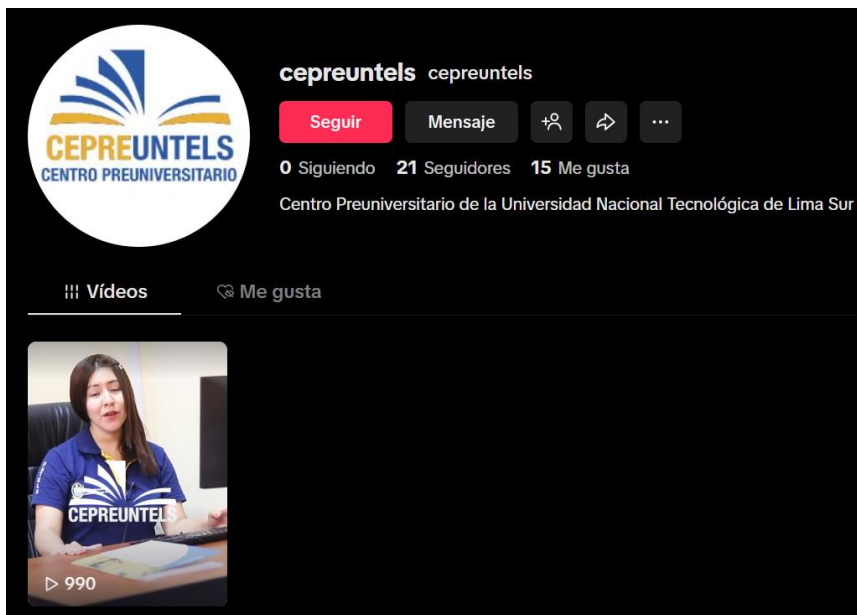 CEPREUNTELS
CENTRO PREUNIVERSITARIO
cepreuntels cepreuntels
Seguir Mensaje
0 Siguiendo 21 Seguidores 15 Me gusta
Centro Preuniversitario de la Universidad Nacional Tecnológica de Lima Sur
Vídeos Me gusta
CEPREUNTELS
990